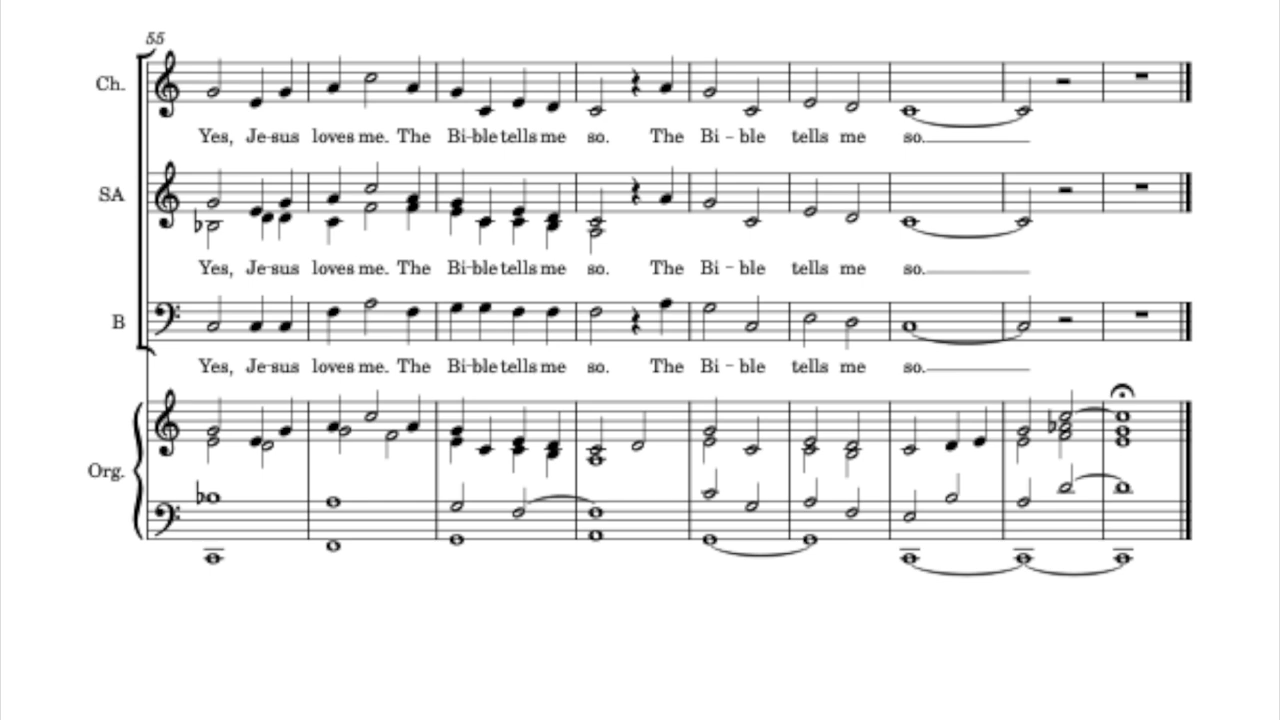 55
Ch.
Yes, Je-sus loves me. The Bi-ble tells me so. The Bi - ble tells me so.
SA
Yes, Je-sus loves me. The Bi-ble tells me so. The Bi - ble tells me so.
B
Yes, Je-sus loves me. The Bi-ble tells me so. The Bi - ble tells me so.
Org.